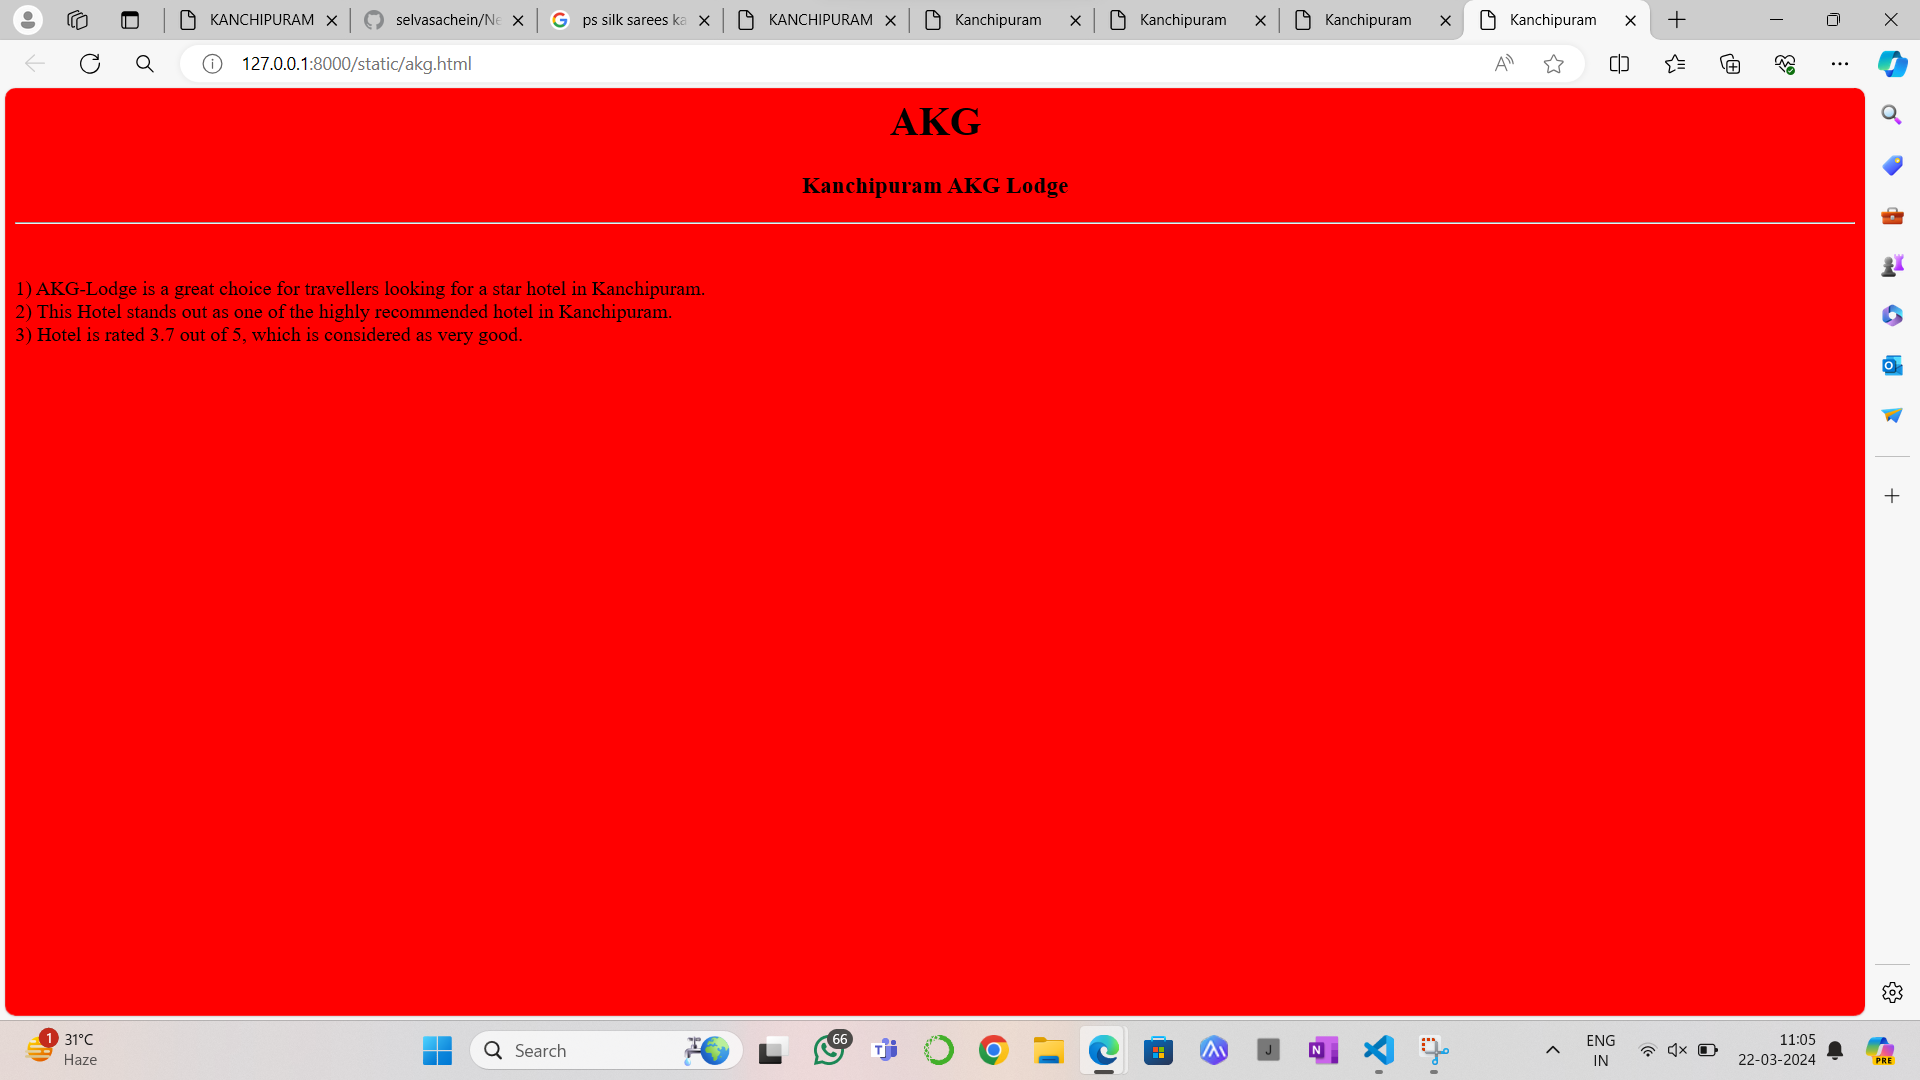 KANCHIPURAM
selvasachein/Ne
ps silk sarees ka
KANCHIPURAM
Kanchipuram
Kanchipuram
Kanchipuram
Kanchipuram
127.0.0.1:8000/static/akg.html
AKG
Kanchipuram AKG Lodge
1) AKG-Lodge is a great choice for travellers looking for a star hotel in Kanchipuram.
2) This Hotel stands out as one of the highly recommended hotel in Kanchipuram.
3) Hotel is rated 3.7 out of 5, which is considered as very good.
1
31°C
Haze
Search
66
ENG
IN
11:05
22-03-2024
PRE